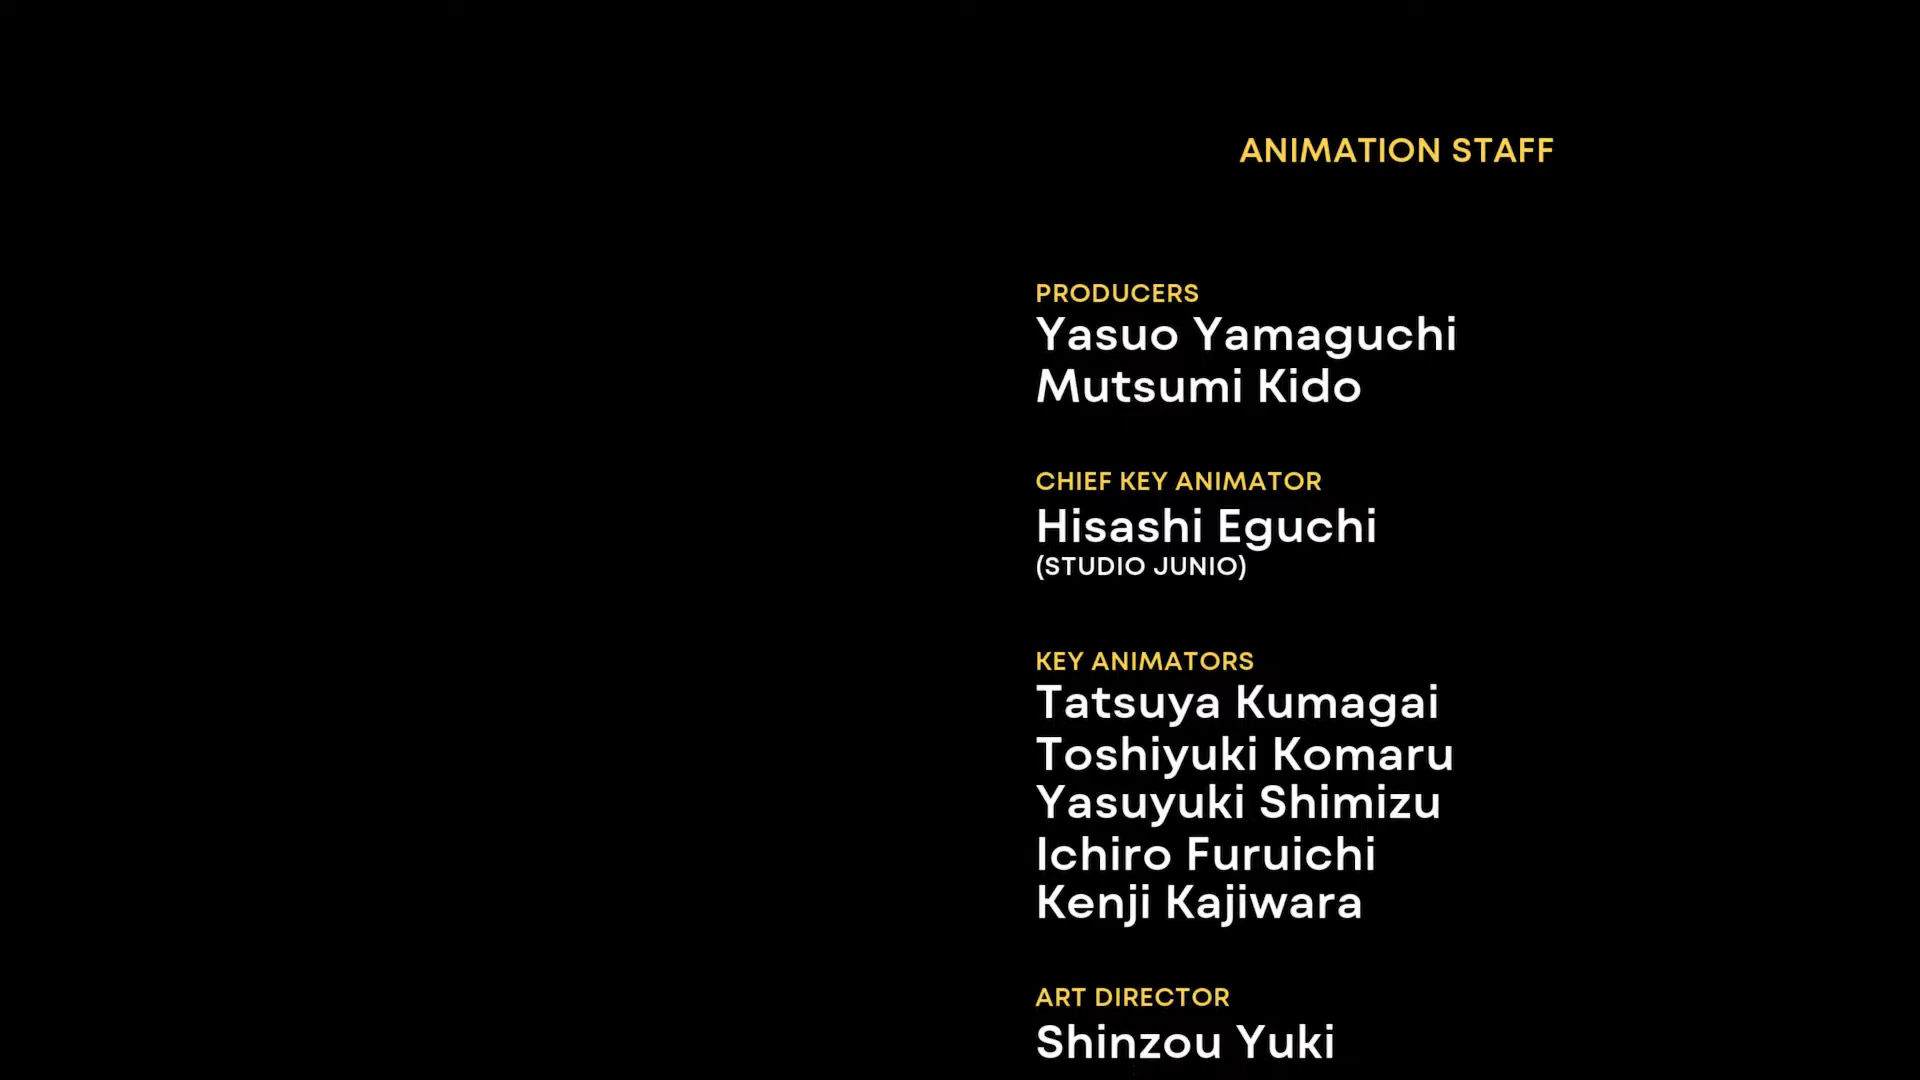 ANIMATION STAFF
PRODUCERS
Yasuo Yamaguchi
Mutsumi Kido
CHIEF KEY ANIMATOR
Hisashi Eguchi
(STUDIO JUNIO)
KEY ANIMATORS
Tatsuya Kumagai
Toshiyuki Komaru
Yasuyuki Shimizu
Ichiro Furuichi
Kenji Kajiwara
ART DIRECTOR
Shinzou Yuki